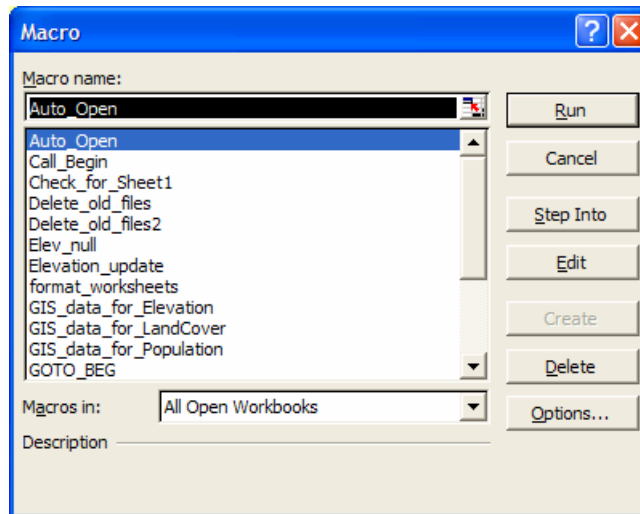 Macro
Macro name:
Auto_Open
Run
Auto_Open
Call_Begin
Check_for_Sheet1
Delete_old_files
Delete_old_files2
Elev_null
Elevation_update
format_worksheets
GIS_data_for_Elevation
GIS_data_for_LandCover
GIS_data_for_Population
GOTO_BEG
Cancel
Step Into
Edit
Create
Delete
Macros in: All Open Workbooks
Options...
Description